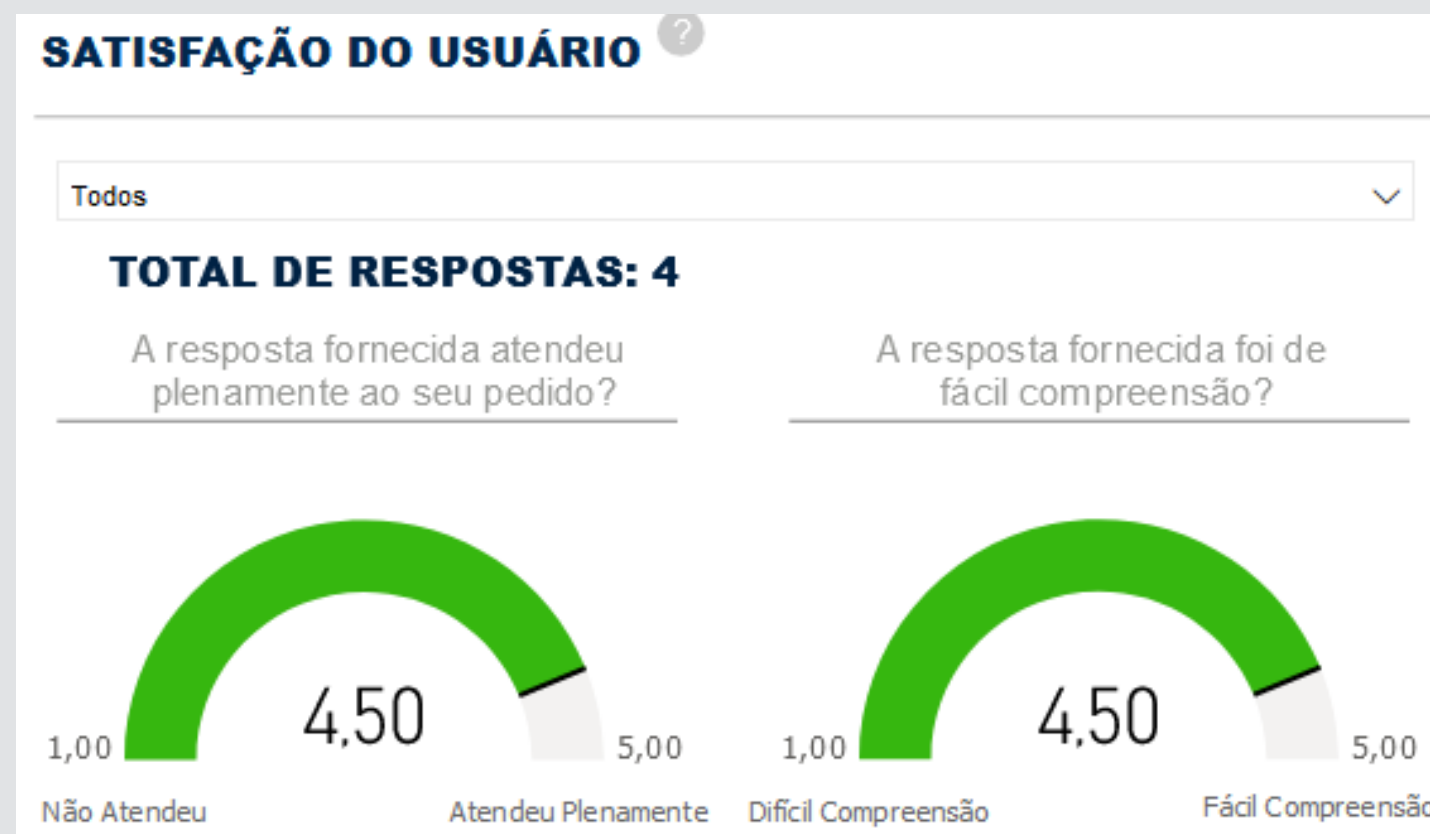 SATISFAÇÃO DO USUÁRIO ?
Todos
TOTAL DE RESPOSTAS: 4
A resposta fornecida atendeu
plenamente ao seu pedido?
A resposta fornecida foi de
fácil compreensão?
4,50
1,00
5,00
Não Atendeu
Atendeu Plenamente
4,50
1,00
5,00
Difícil Compreensão
Fácil Compreensão